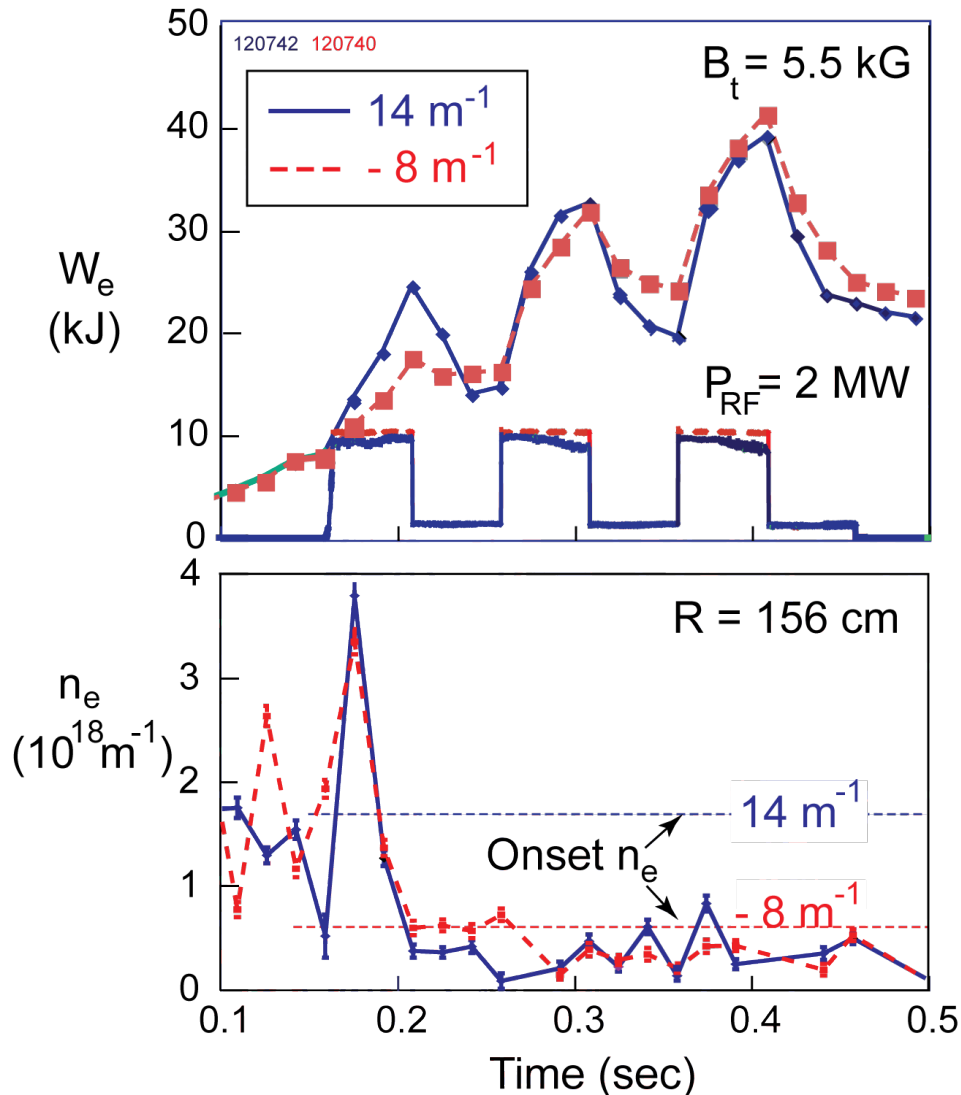 50
120742 120740
B_t = 5.5 kG
14 m^-1
- 8 m^-1
40
30
W_e
(kJ)
20
P_RF = 2 MW
10
0
4
R = 156 cm
3
n_e
(10^18 m^-1)
2
14 m^-1
Onset n_e
1
- 8 m^-1
0
0.1 0.2 0.3 0.4 0.5
Time (sec)